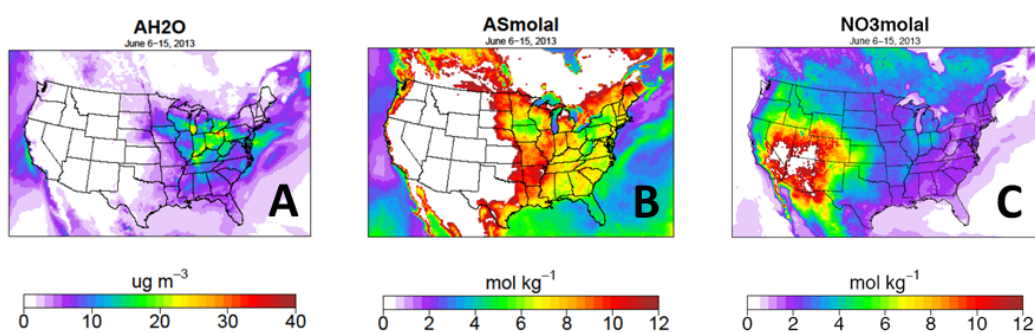 AH2O
June 6−15, 2013
A
ug m−3
0 10 20 30 40
ASmolal
June 6−15, 2013
B
mol kg−1
0 2 4 6 8 10 12
NO3molal
June 6−15, 2013
C
mol kg−1
0 2 4 6 8 10 12